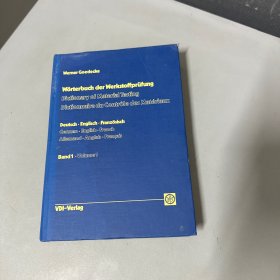 Werner Goedecke
Wörterbuch der Werkstoffprüfung
Dictionary of Material Testing
Dictionnaire du Contrôle des Matériaux
Deutsch · Englisch · Französisch
German · English · French
Allemand · Anglais · Français
Band 1 · Volume 1
VDI-Verlag